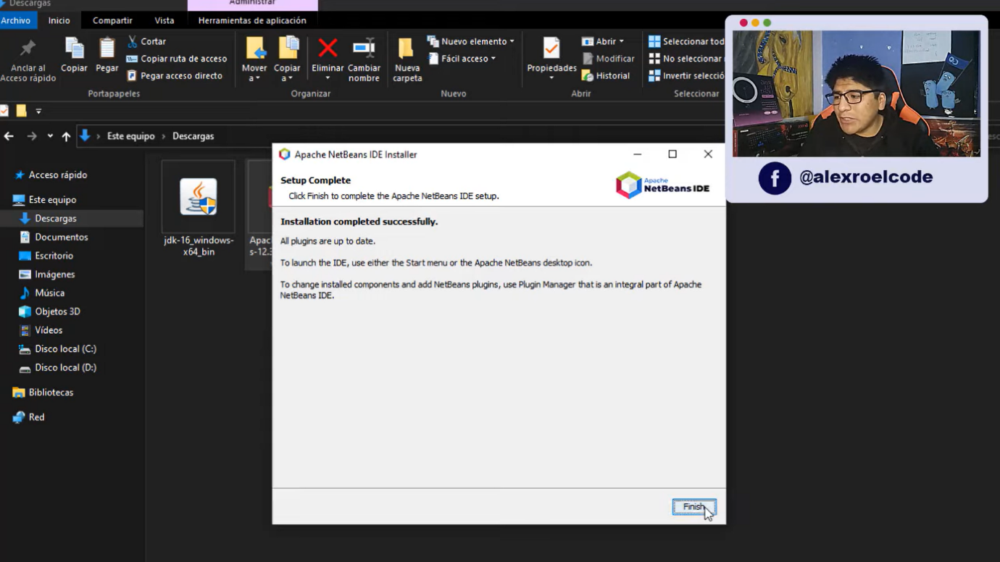 Descargas
Administrar
Archivo
Inicio
Compartir
Vista
Herramientas de aplicación
Anclar al
Acceso rápido
Copiar
Pegar
Cortar
Copiar ruta de acceso
Pegar acceso directo
Portapapeles
Mover
a
Copiar
a
Eliminar
Cambiar
nombre
Organizar
Nueva
carpeta
Nuevo elemento
Fácil acceso
Nuevo
Propiedades
Abrir
Modificar
Historial
Abrir
Seleccionar tod
No seleccionar
Invertir selecció
Seleccionar
@alexroelcode
Este equipo
Descargas
Acceso rápido
Este equipo
Descargas
Documentos
Escritorio
Imágenes
Música
Objetos 3D
Vídeos
Disco local (C:)
Disco local (D:)
Bibliotecas
Red
jdk-16_windows-
x64_bin
Apac
s-12.3
Apache NetBeans IDE Installer
Setup Complete
Click Finish to complete the Apache NetBeans IDE setup.
Apache
NetBeans IDE
Installation completed successfully.
All plugins are up to date.
To launch the IDE, use either the Start menu or the Apache NetBeans desktop icon.
To change installed components and add NetBeans plugins, use Plugin Manager that is an integral part of Apache
NetBeans IDE.
Finish